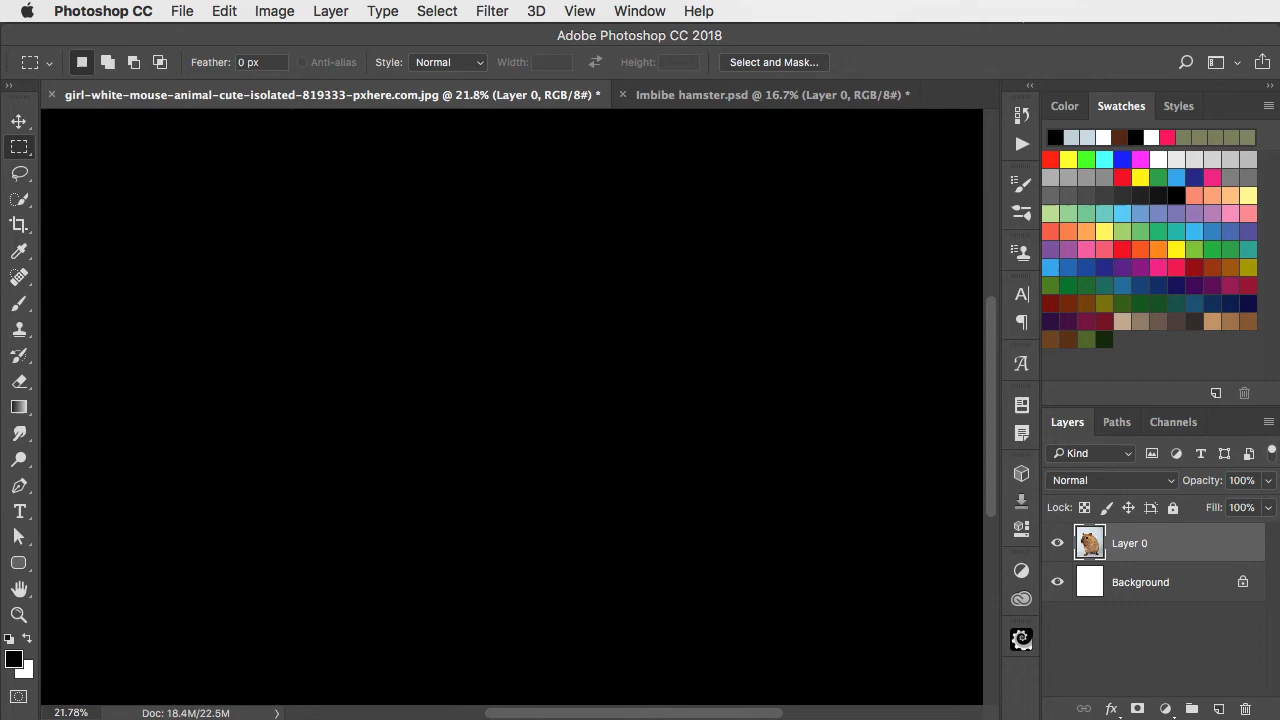 Photoshop CC File Edit Image Layer Type Select Filter 3D View Window Help
Adobe Photoshop CC 2018
Feather: 0 px Anti-alias Style: Normal Width: Height: Select and Mask...
girl-white-mouse-animal-cute-isolated-819333-pxhere.com.jpg @ 21.8% (Layer 0, RGB/8#) * Imbibe hamster.psd @ 16.7% (Layer 0, RGB/8#) *
Color Swatches Styles
Layers Paths Channels
Kind
Normal Opacity: 100%
Lock: Fill: 100%
Layer 0
Background
21.78% Doc: 18.4M/22.5M